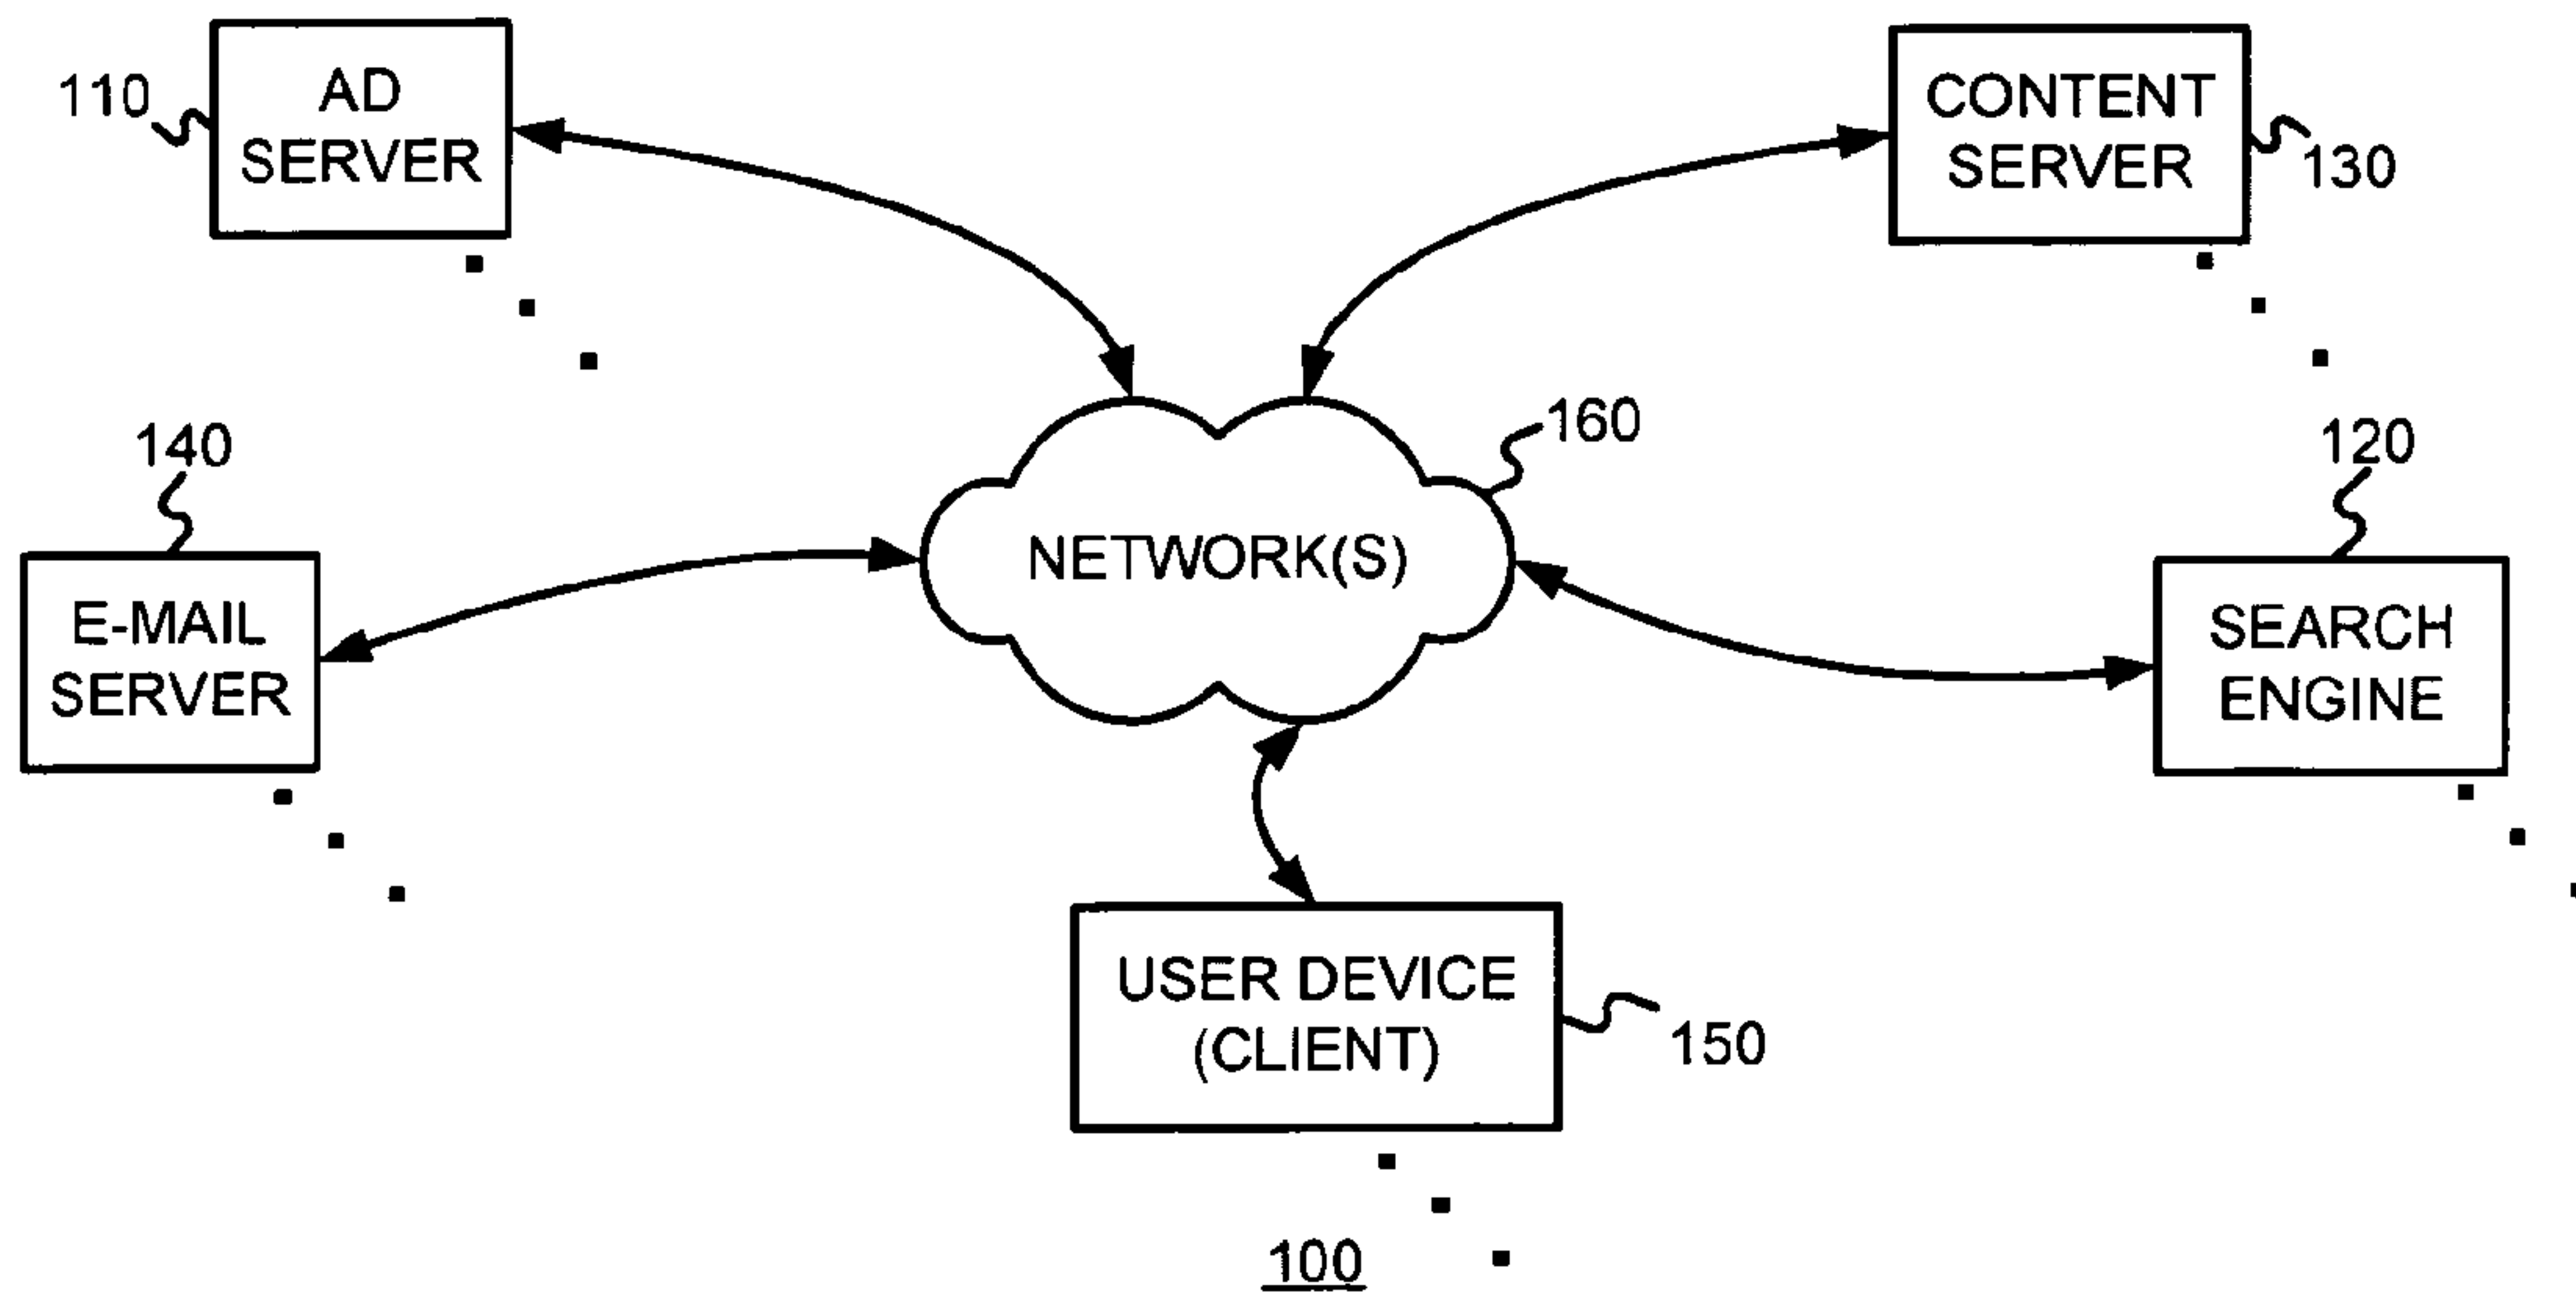 110
AD
SERVER
CONTENT
SERVER
130
140
160
120
E-MAIL
SERVER
NETWORK(S)
SEARCH
ENGINE
USER DEVICE
(CLIENT)
150
100